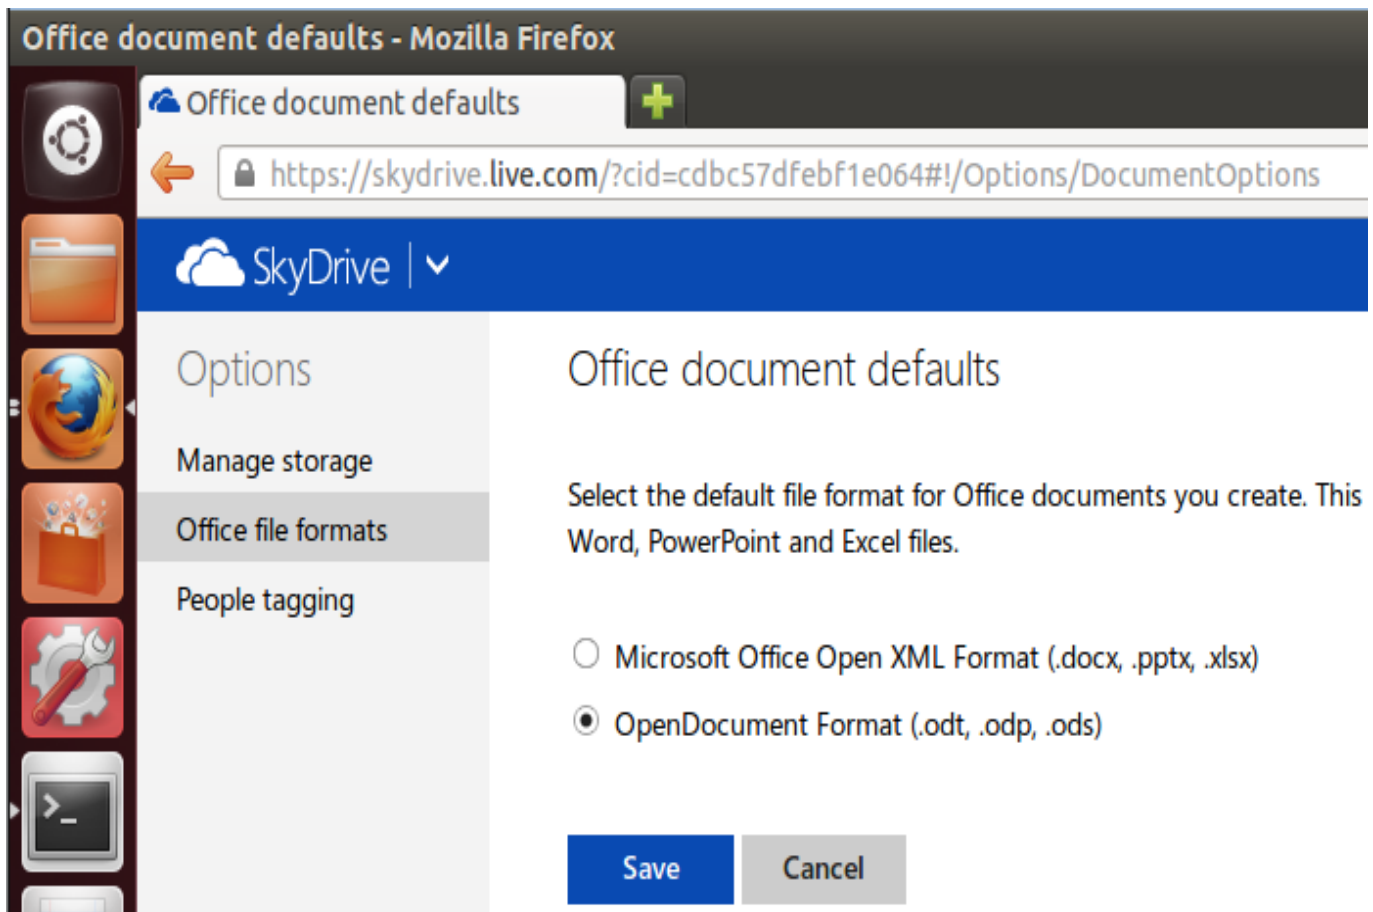 Office document defaults - Mozilla Firefox
Office document defaults
https://skydrive.live.com/?cid=cdbc57dfebf1e064#!/Options/DocumentOptions
SkyDrive
Options
Manage storage
Office file formats
People tagging
Office document defaults
Select the default file format for Office documents you create. This
Word, PowerPoint and Excel files.
Microsoft Office Open XML Format (.docx, .pptx, .xlsx)
OpenDocument Format (.odt, .odp, .ods)
Save Cancel